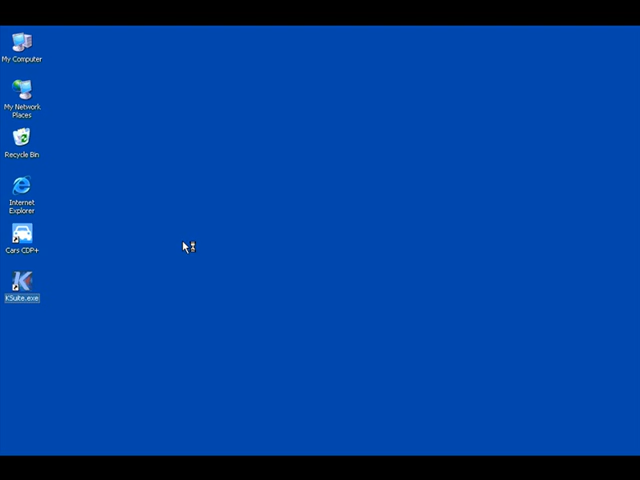 My Computer
My Network
Places
Recycle Bin
Internet
Explorer
Cars CDP+
KSuite.exe